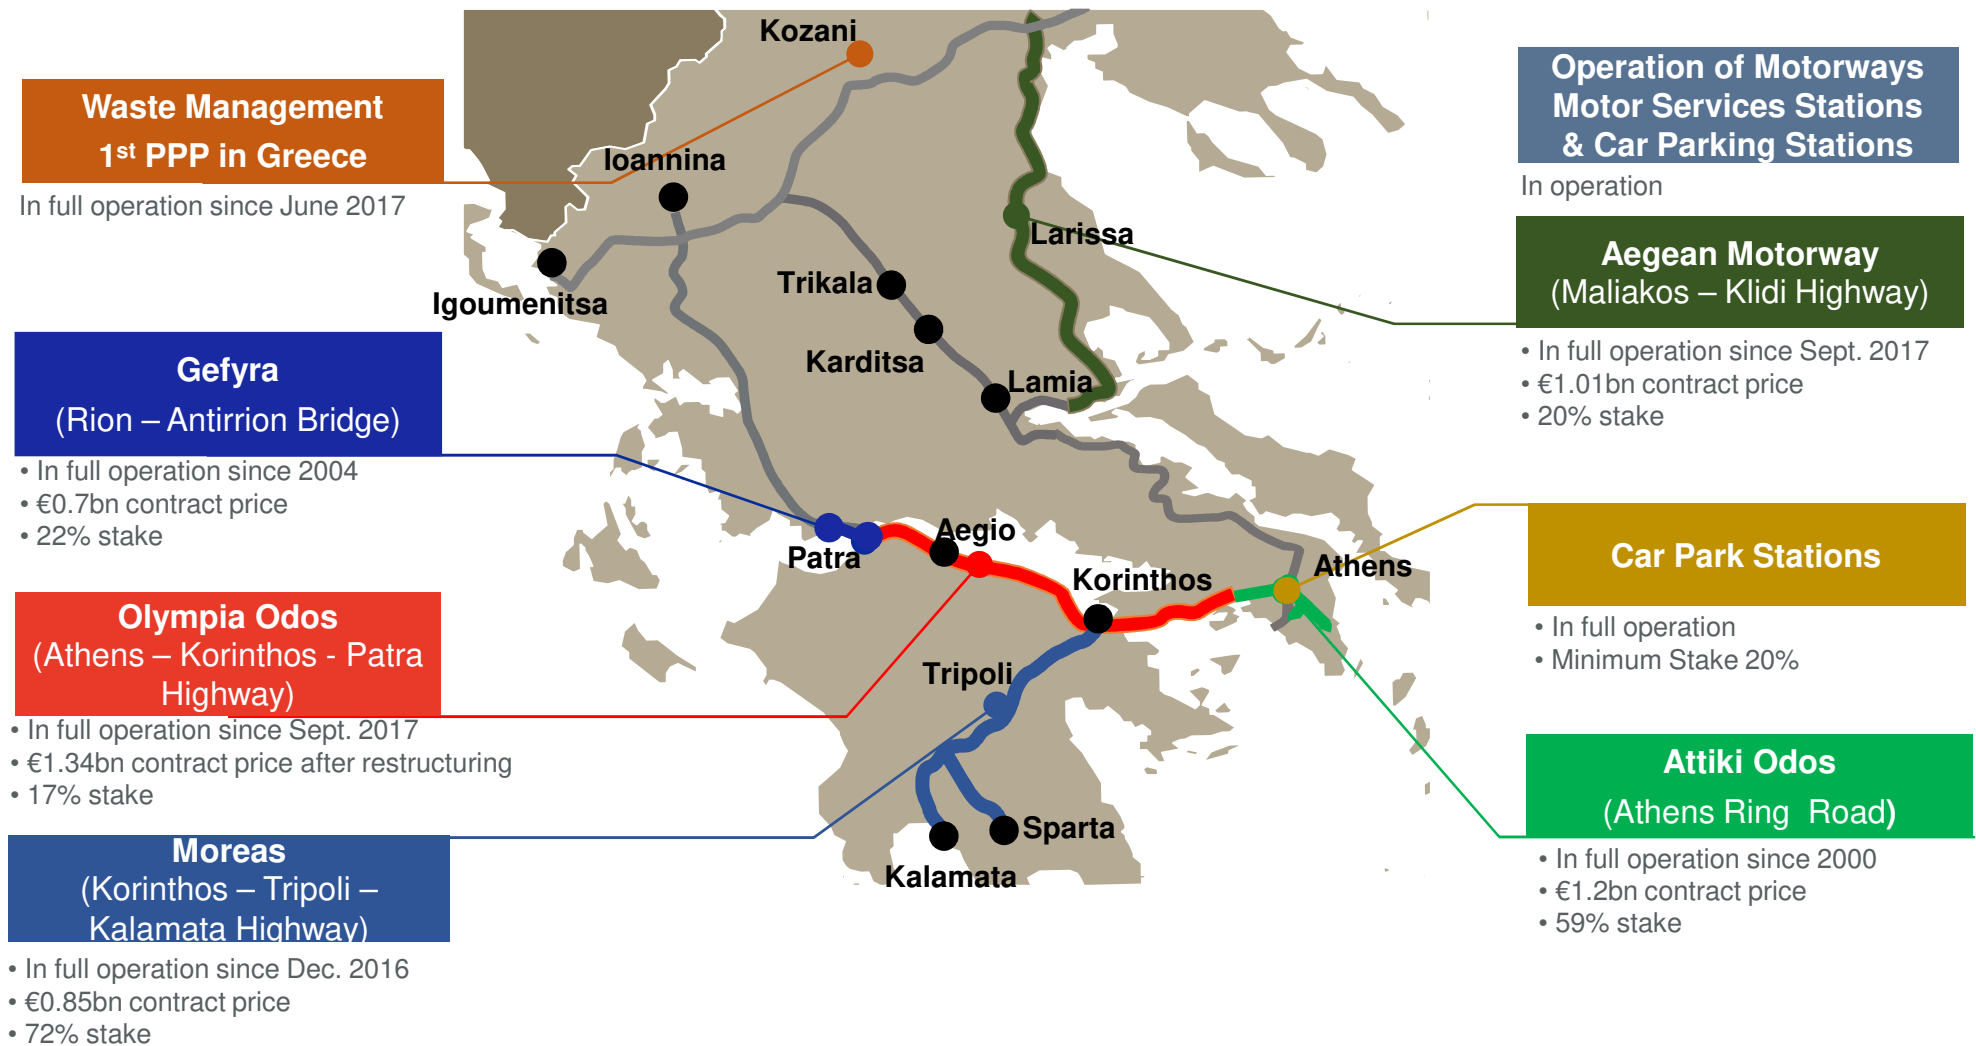 Waste Management
1st PPP in Greece
In full operation since June 2017
Gefyra
(Rion – Antirrion Bridge)
• In full operation since 2004
• €0.7bn contract price
• 22% stake
Olympia Odos
(Athens – Korinthos - Patra
Highway)
• In full operation since Sept. 2017
• €1.34bn contract price after restructuring
• 17% stake
Moreas
(Korinthos – Tripoli –
Kalamata Highway)
• In full operation since Dec. 2016
• €0.85bn contract price
• 72% stake
Kozani
Ioannina
Igoumenitsa
Larissa
Trikala
Karditsa
Lamia
Aegio
Patra
Korinthos
Athens
Tripoli
Sparta
Kalamata
Operation of Motorways
Motor Services Stations
& Car Parking Stations
In operation
Aegean Motorway
(Maliakos – Klidi Highway)
• In full operation since Sept. 2017
• €1.01bn contract price
• 20% stake
Car Park Stations
• In full operation
• Minimum Stake 20%
Attiki Odos
(Athens Ring  Road)
• In full operation since 2000
• €1.2bn contract price
• 59% stake